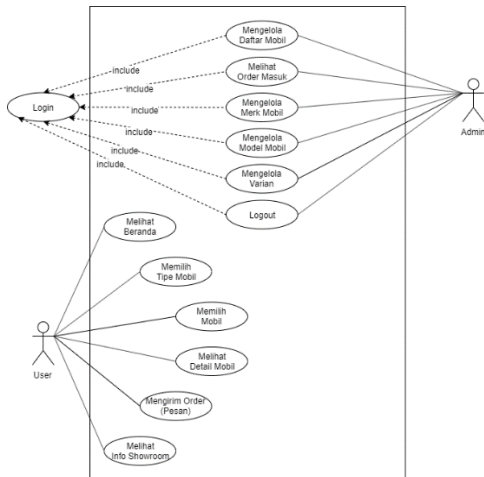 Mengelola
Daftar Mobil
include
Melihat
Order Masuk
include
Login
include
Mengelola
Merk Mobil
include
Mengelola
Model Mobil
include
include
Mengelola
Varian
Logout
Admin
Melihat
Beranda
Memilih
Tipe Mobil
Memilih
Mobil
User
Melihat
Detail Mobil
Mengirim Order
(Pesan)
Melihat
Info Showroom